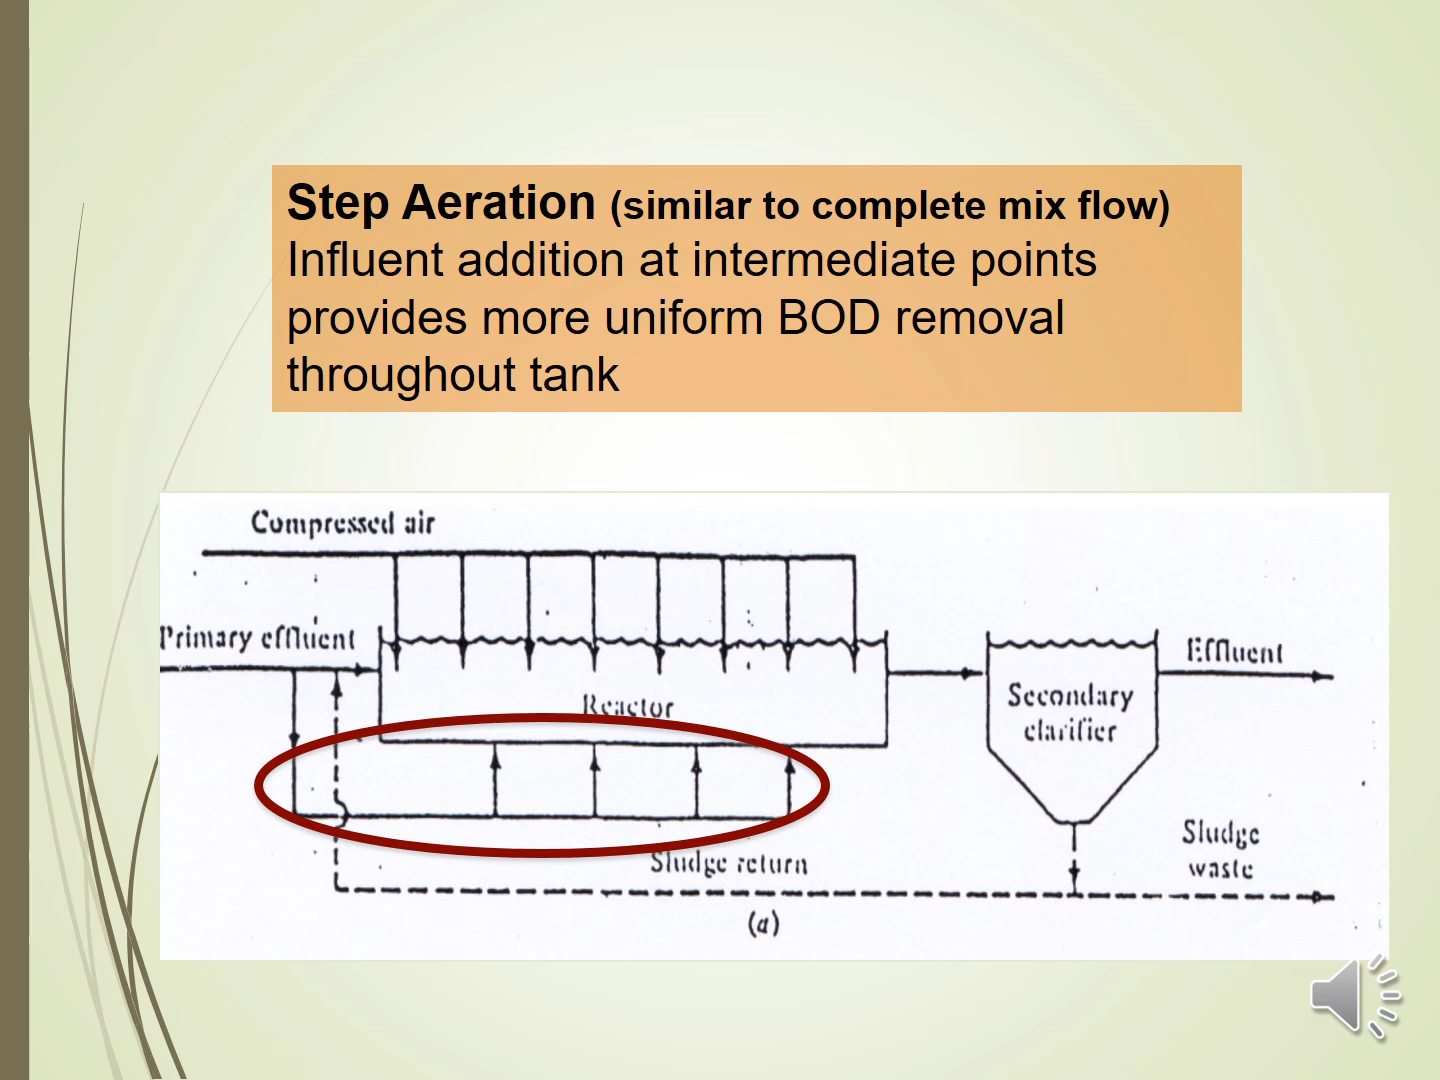 Step Aeration (similar to complete mix flow)
Influent addition at intermediate points
provides more uniform BOD removal
throughout tank
Compressed air
Primary effluent
Effluent
Reactor
Secondary
clarifier
Sludge return
Sludge
waste
(a)